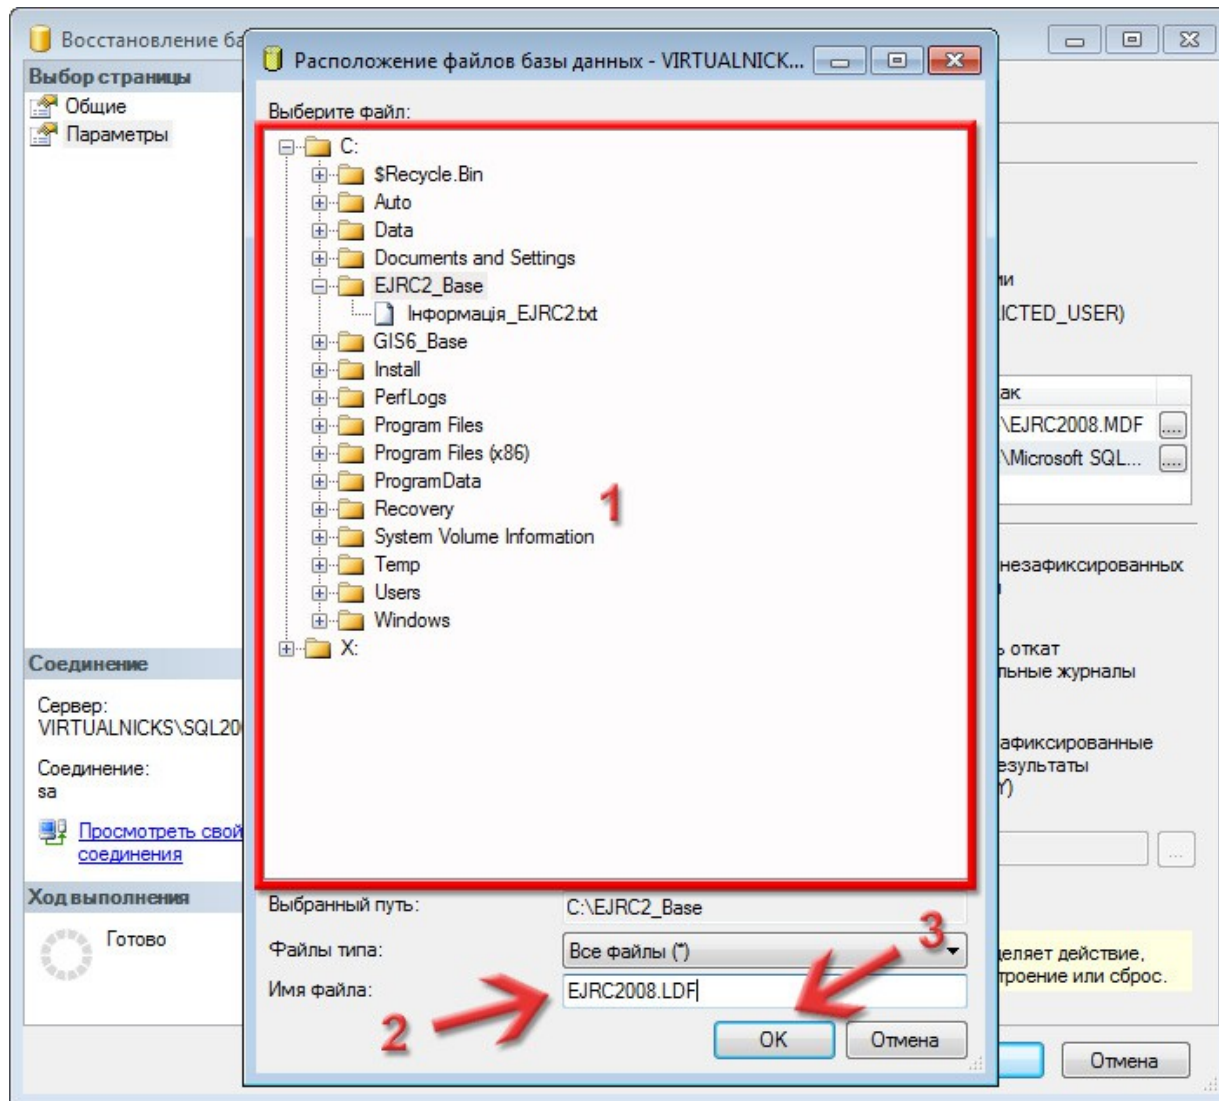 Восстановление ба
Выбор страницы
Общие
Параметры
Соединение
Сервер:
VIRTUALNICKS\SQL20
Соединение:
sa
Просмотреть свой
соединения
Ход выполнения
Готово
Расположение файлов базы данных - VIRTUALNICK...
Выберите файл:
C:
$Recycle.Bin
Auto
Data
Documents and Settings
EJRC2_Base
Інформація_EJRC2.txt
GIS6_Base
Install
PerfLogs
Program Files
Program Files (x86)
ProgramData
Recovery
System Volume Information
Temp
Users
Windows
X:
1
Выбранный путь: C:\EJRC2_Base
Файлы типа: Все файлы (*)
3
Имя файла: EJRC2008.LDF
2
OK Отмена
ии
ICTED_USER)
ак
\EJRC2008.MDF ....
\Microsoft SQL... ....
незафиксированных
ь откат
льные журналы
афиксированные
езультаты
Y)
...
деляет действие,
троение или сброс.
Отмена